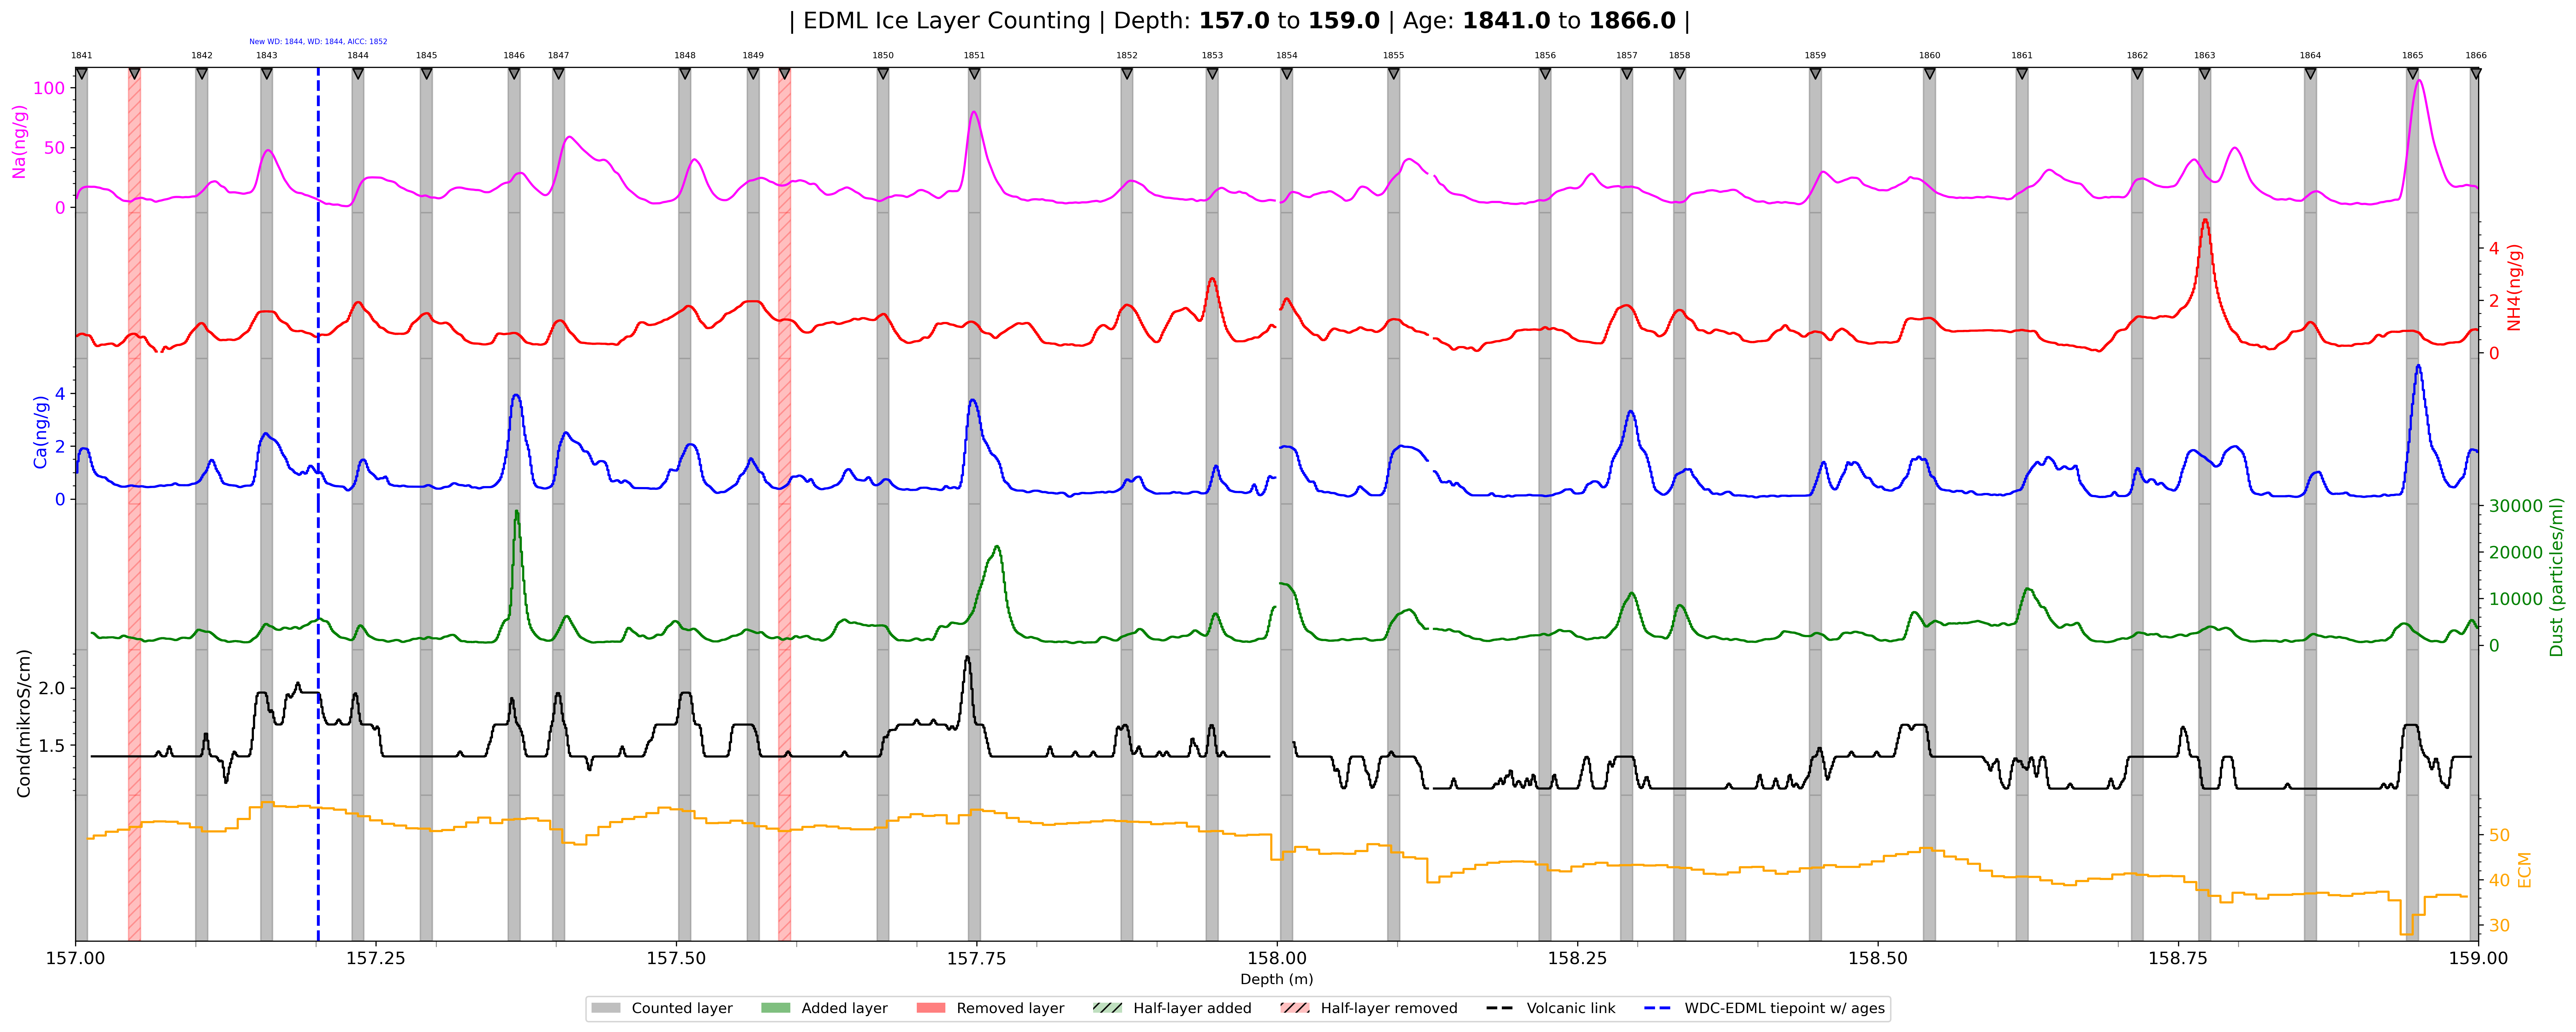 | EDML Ice Layer Counting | Depth: 157.0 to 159.0 | Age: 1841.0 to 1866.0 |
New WD: 1844, WD: 1844, AICC: 1852
1841 1842 1843 1844 1845 1846 1847 1848 1849 1850 1851 1852 1853 1854 1855 1856 1857 1858 1859 1860 1861 1862 1863 1864 1865 1866
Na(ng/g)
100
50
0
NH4(ng/g)
4
2
0
Ca(ng/g)
4
2
0
Dust (particles/ml)
30000
20000
10000
0
Cond(mikroS/cm)
2.0
1.5
ECM
50
40
30
157.00 157.25 157.50 157.75 158.00 158.25 158.50 158.75 159.00
Depth (m)
Counted layer Added layer Removed layer Half-layer added Half-layer removed Volcanic link WDC-EDML tiepoint w/ ages